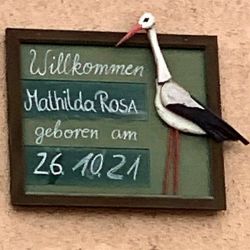 Willkommen
Mathilda Rosa
geboren am
26.10.21